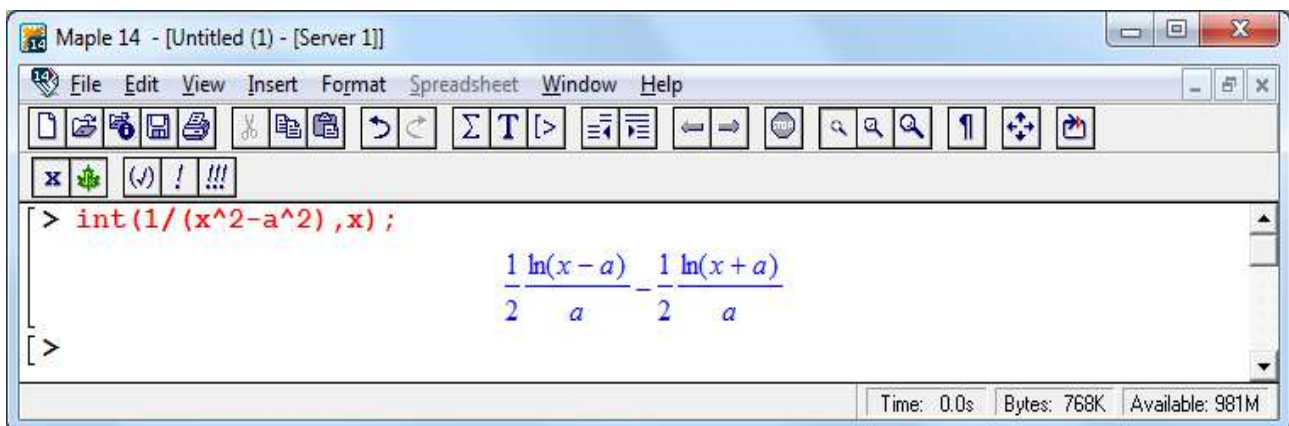 Maple 14 - [Untitled (1) - [Server 1]]
File Edit View Insert Format Spreadsheet Window Help
Σ T [> STOP ¶
x (√) ! !!!
[> int(1/(x^2-a^2),x);
1/2 ln(x − a)/a − 1/2 ln(x + a)/a
[>
Time: 0.0s Bytes: 768K Available: 981M